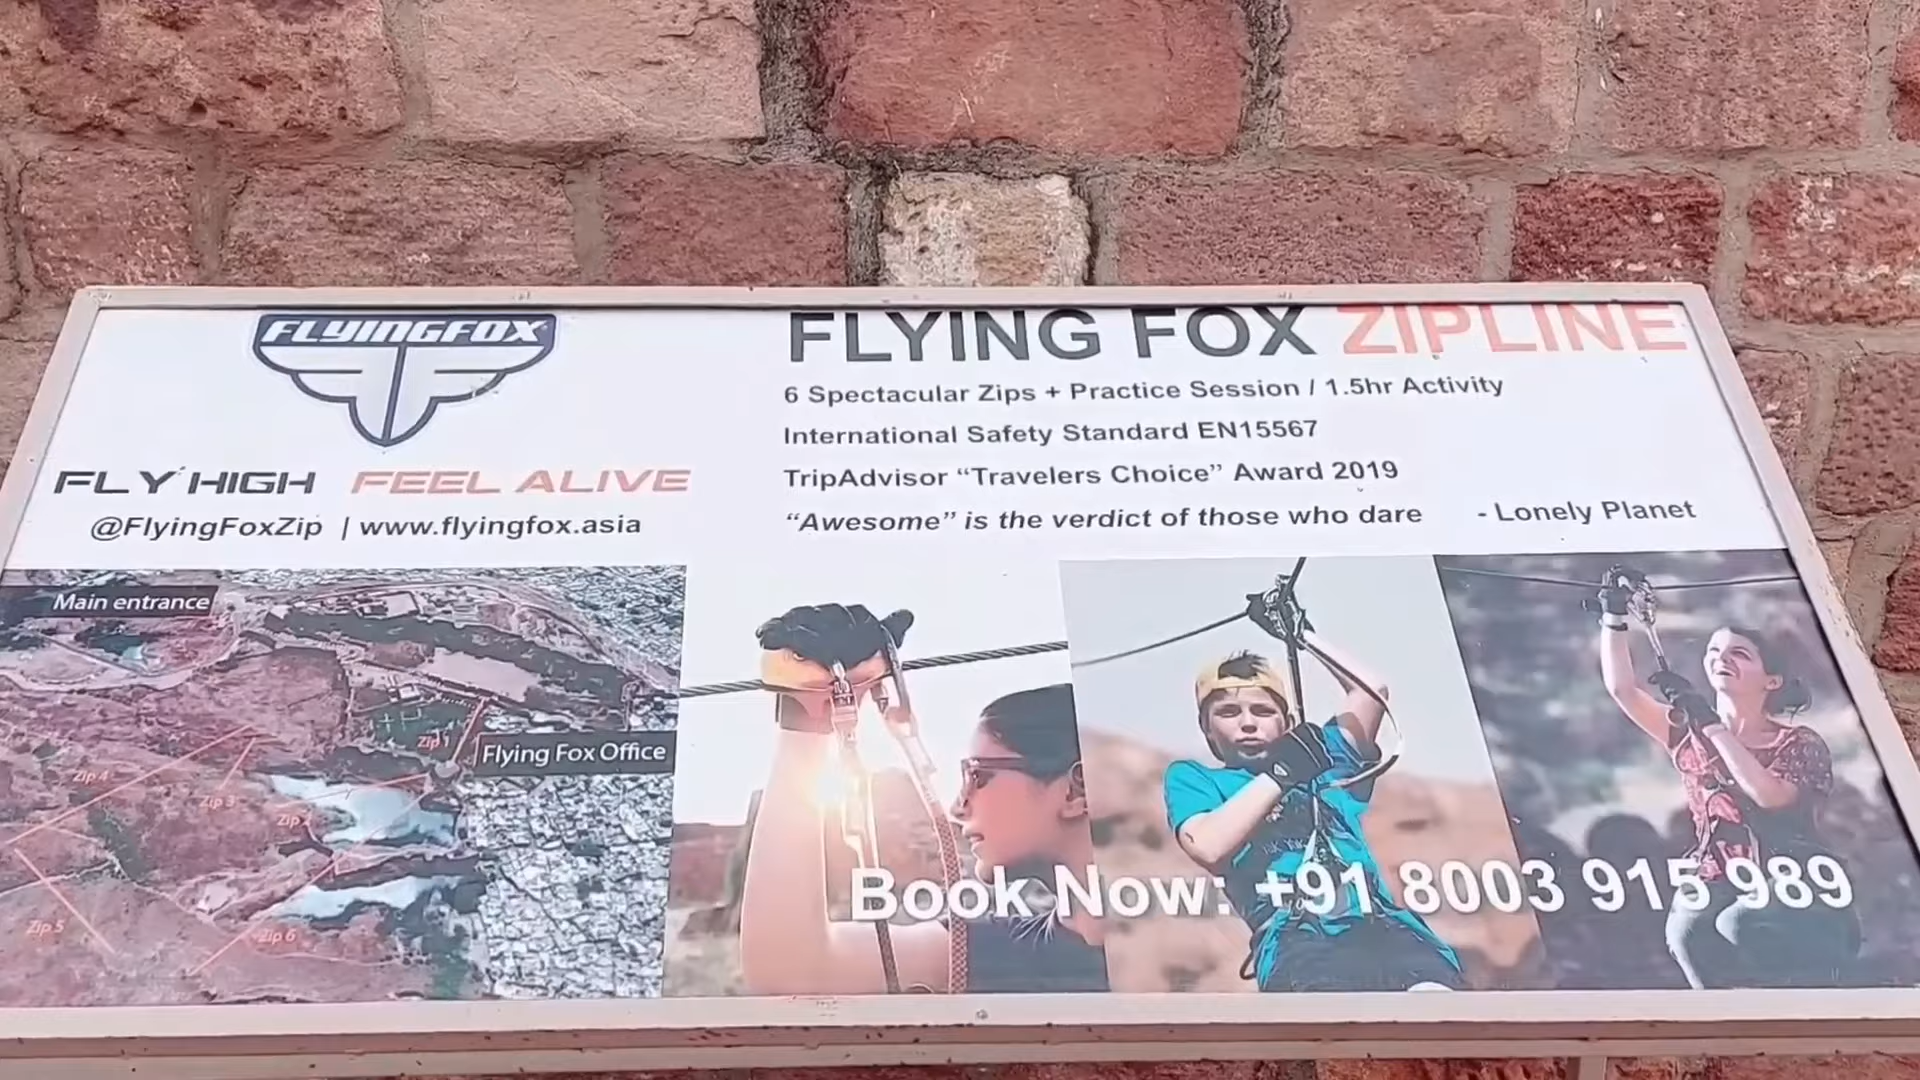 FLYINGFOX
FLY HIGH FEEL ALIVE
@FlyingFoxZip | www.flyingfox.asia
FLYING FOX ZIPLINE
6 Spectacular Zips + Practice Session / 1.5hr Activity
International Safety Standard EN15567
TripAdvisor “Travelers Choice” Award 2019
“Awesome” is the verdict of those who dare - Lonely Planet
Main entrance
Zip 1
Flying Fox Office
Zip 4
Zip 3
Zip 2
Zip 5
Zip 6
Book Now: +91 8003 915 989